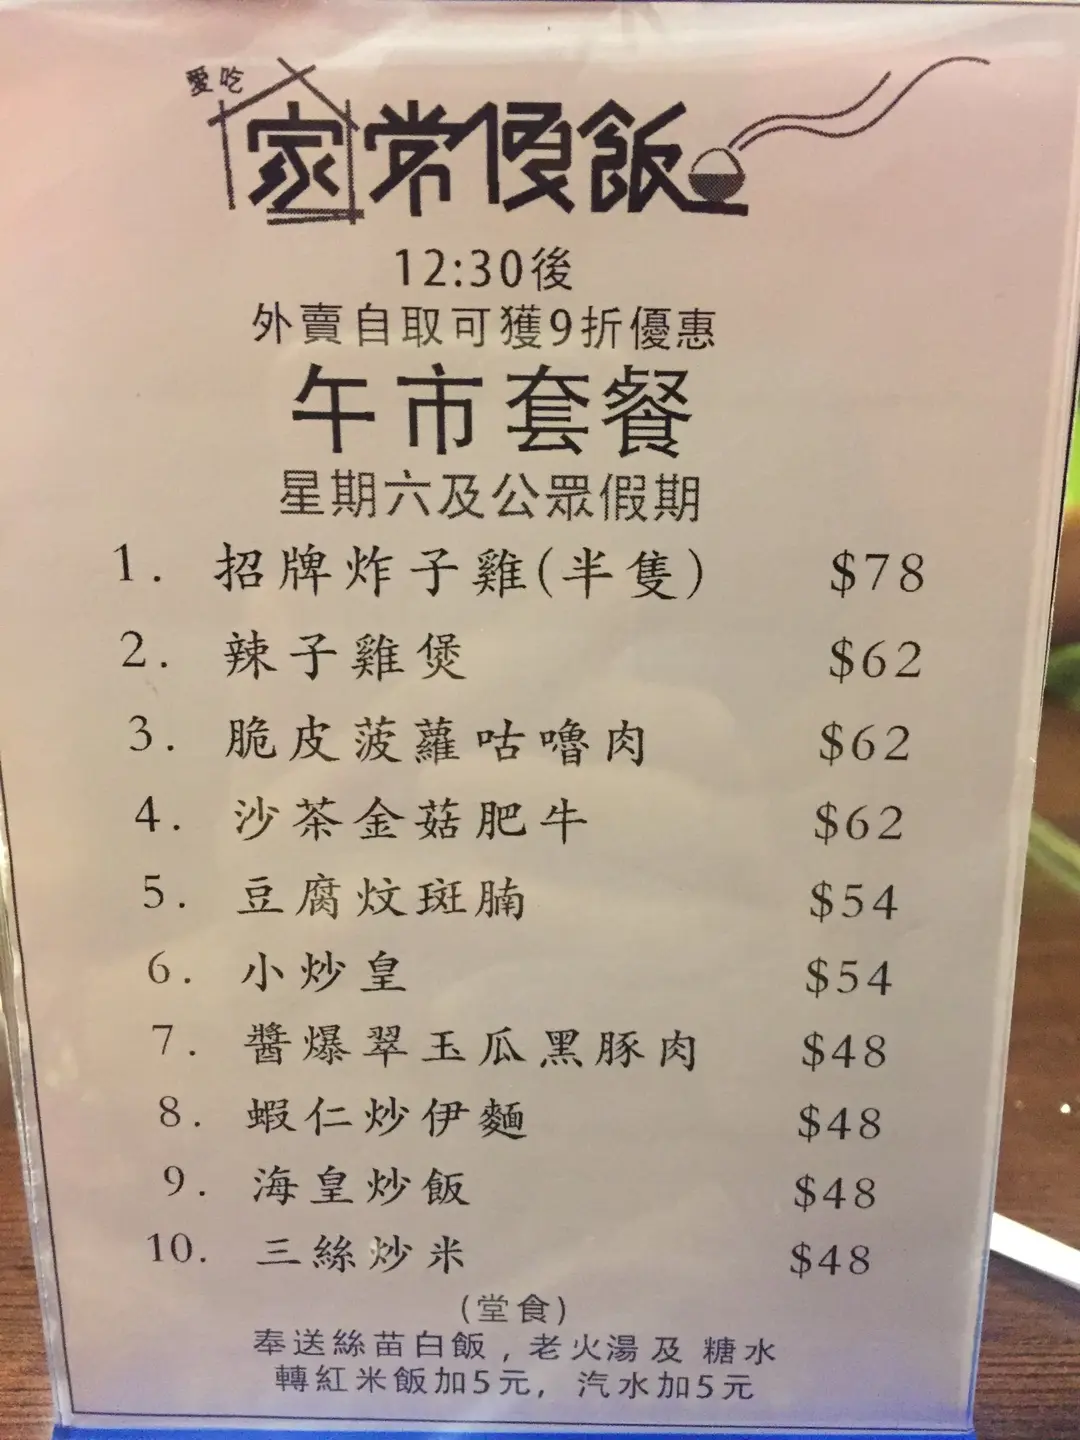 愛吃
家常便飯
12:30後
外賣自取可獲9折優惠
午市套餐
星期六及公眾假期
1. 招牌炸子雞(半隻) $78
2. 辣子雞煲 $62
3. 脆皮菠蘿咕嚕肉 $62
4. 沙茶金菇肥牛 $62
5. 豆腐炆斑腩 $54
6. 小炒皇 $54
7. 醬爆翠玉瓜黑豚肉 $48
8. 蝦仁炒伊麵 $48
9. 海皇炒飯 $48
10. 三絲炒米 $48
(堂食)
奉送絲苗白飯，老火湯及 糖水
轉紅米飯加5元，汽水加5元